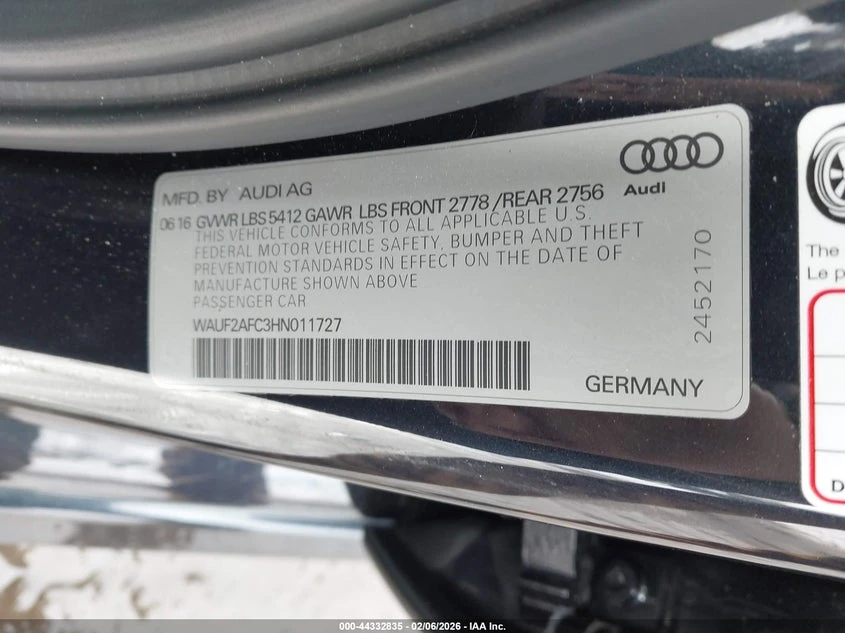 MFD. BY AUDI AG
Audi
06 16 GVWR LBS 5412 GAWR LBS FRONT 2778 /REAR 2756
THIS VEHICLE CONFORMS TO ALL APPLICABLE U.S.
FEDERAL MOTOR VEHICLE SAFETY, BUMPER AND THEFT
PREVENTION STANDARDS IN EFFECT ON THE DATE OF
MANUFACTURE SHOWN ABOVE
PASSENGER CAR
WAUF2AFC3HN011727
GERMANY
2452170
The
Le p
D
000-44332835 - 02/06/2026 - IAA Inc.